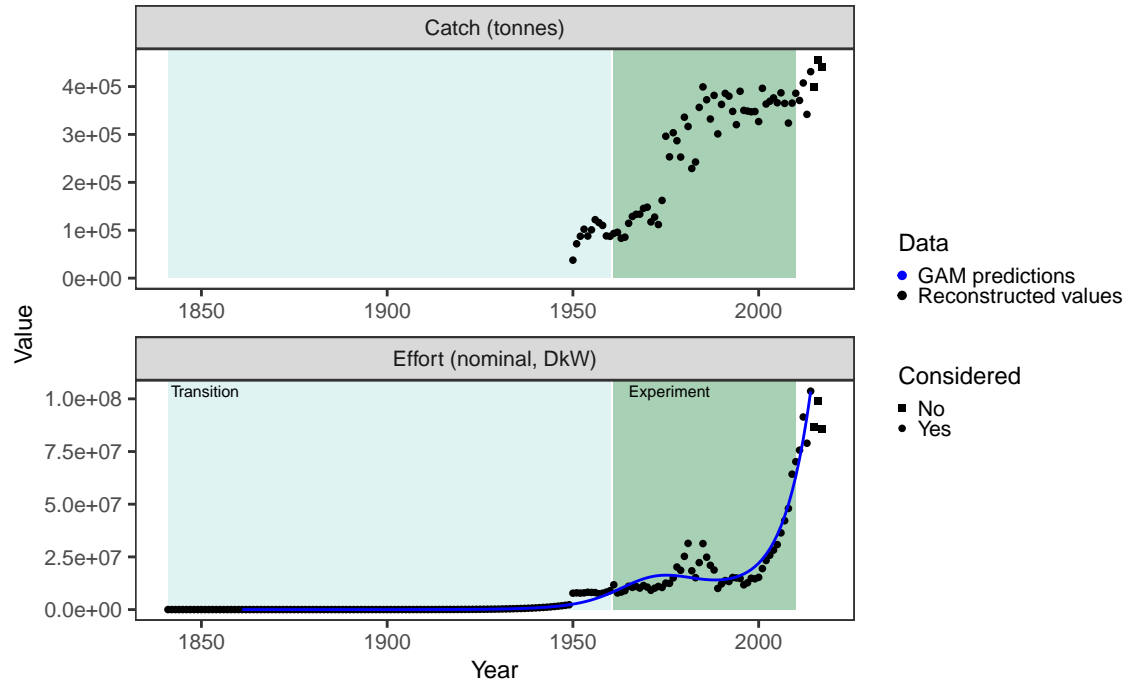 Catch (tonnes)
4e+05
3e+05
2e+05
1e+05
0e+00
1850 1900 1950 2000
Value
Effort (nominal, DkW)
Transition Experiment
1.0e+08
7.5e+07
5.0e+07
2.5e+07
0.0e+00
1850 1900 1950 2000
Year
Data
GAM predictions
Reconstructed values
Considered
No
Yes